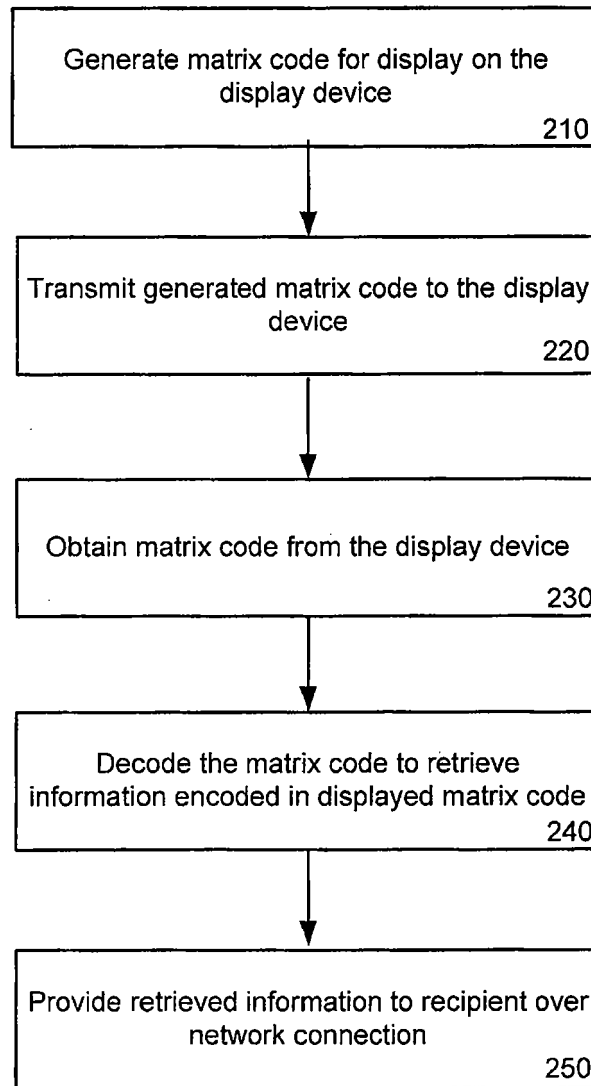 Generate matrix code for display on the
display device
210
Transmit generated matrix code to the display
device
220
Obtain matrix code from the display device
230
Decode the matrix code to retrieve
information encoded in displayed matrix code
240
Provide retrieved information to recipient over
network connection
250